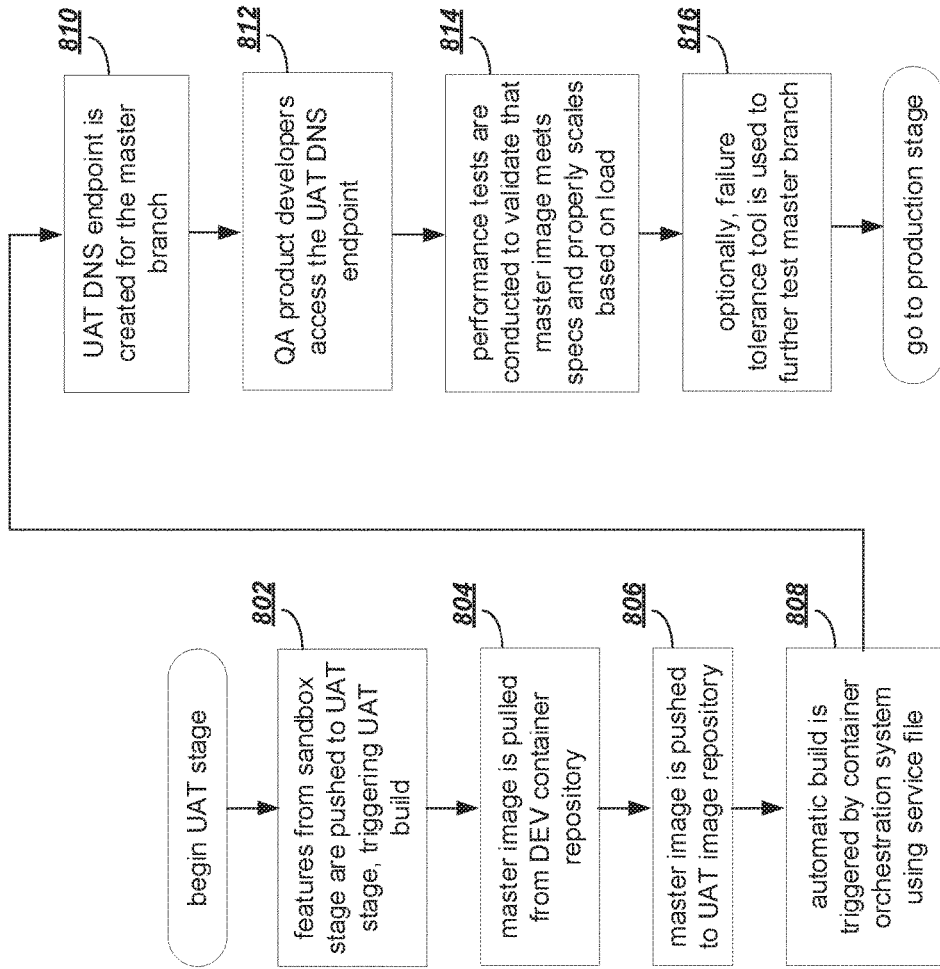 begin UAT stage
802
features from sandbox
stage are pushed to UAT
stage, triggering UAT
build
804
master image is pulled
from DEV container
repository
806
master image is pushed
to UAT image repository
808
automatic build is
triggered by container
orchestration system
using service file
810
UAT DNS endpoint is
created for the master
branch
812
QA product developers
access the UAT DNS
endpoint
814
performance tests are
conducted to validate that
master image meets
specs and properly scales
based on load
816
optionally, failure
tolerance tool is used to
further test master branch
go to production stage